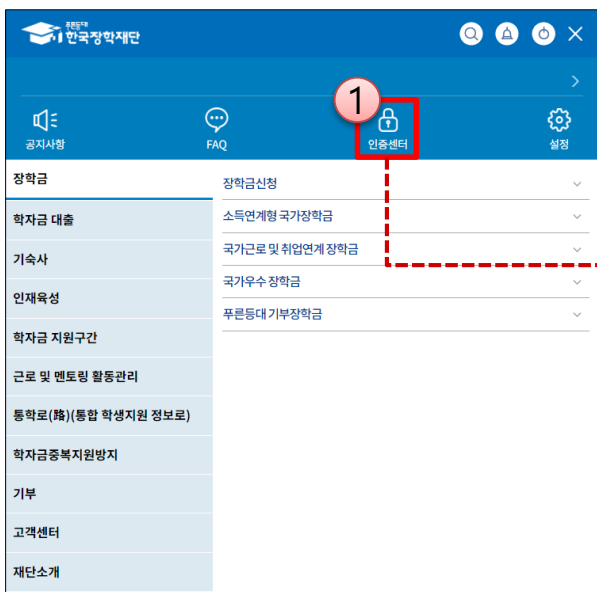 푸른등대
한국장학재단
1
공지사항
FAQ
인증센터
설정
장학금
학자금 대출
기숙사
인재육성
학자금 지원구간
근로 및 멘토링 활동관리
통학로(路)(통합 학생지원 정보로)
학자금중복지원방지
기부
고객센터
재단소개
장학금신청
소득연계형 국가장학금
국가근로 및 취업연계 장학금
국가우수 장학금
푸른등대 기부장학금